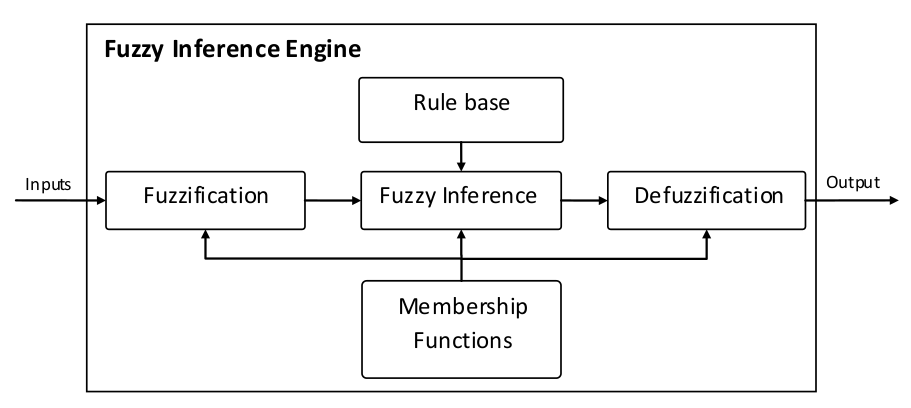 Fuzzy Inference Engine
Rule base
Inputs
Fuzzification
Fuzzy Inference
Defuzzification
Output
Membership
Functions